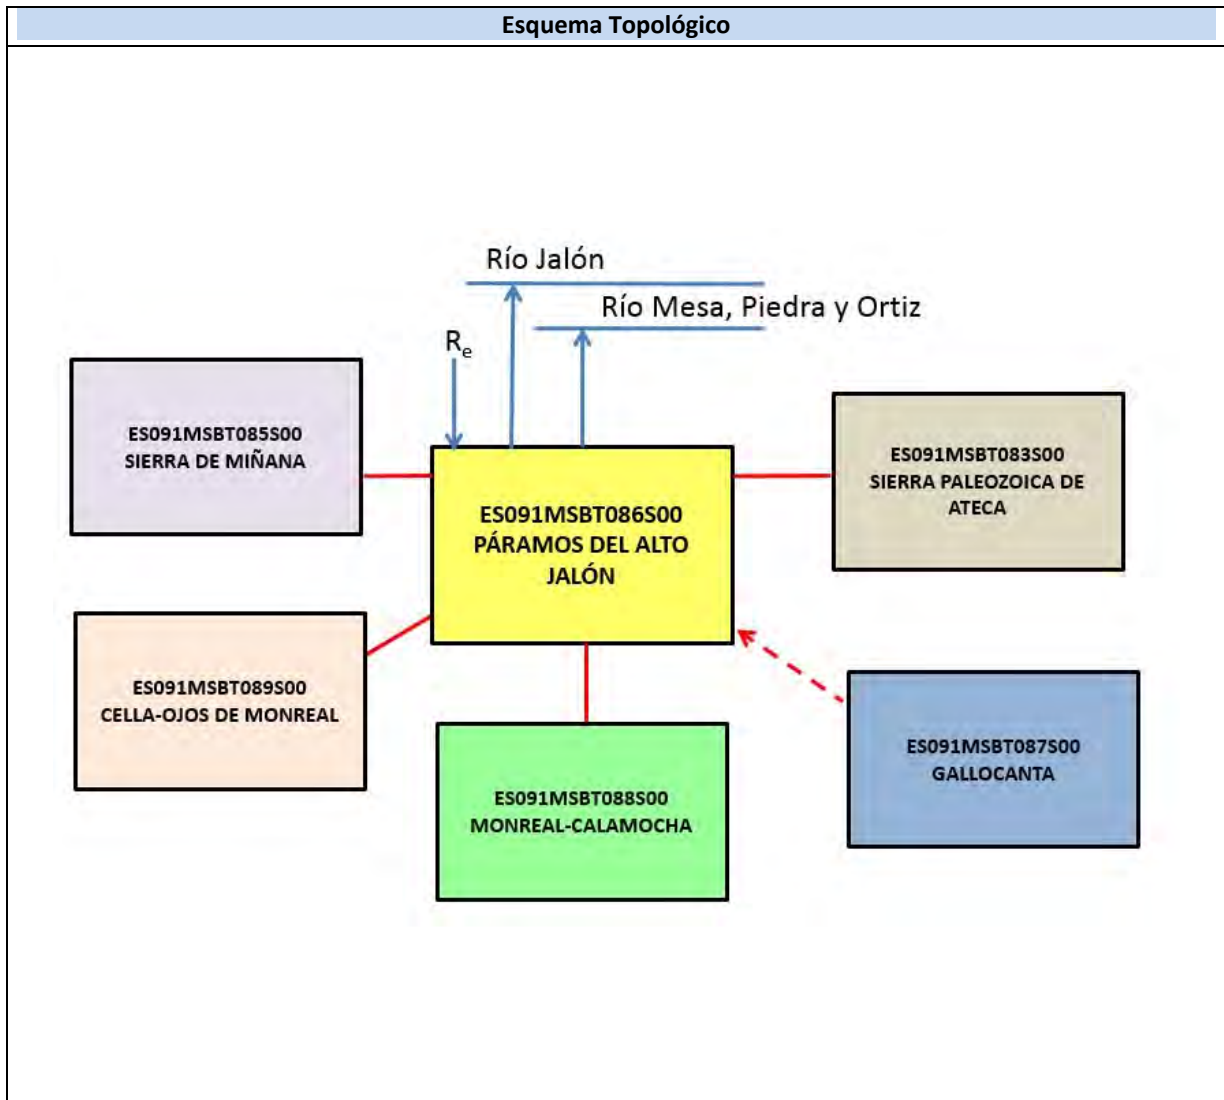 Esquema Topológico
Río Jalón
Río Mesa, Piedra y Ortiz
Re
ES091MSBT085S00
SIERRA DE MIÑANA
ES091MSBT083S00
SIERRA PALEOZOICA DE
ATECA
ES091MSBT086S00
PÁRAMOS DEL ALTO
JALÓN
ES091MSBT089S00
CELLA-OJOS DE MONREAL
ES091MSBT087S00
GALLOCANTA
ES091MSBT088S00
MONREAL-CALAMOCHA